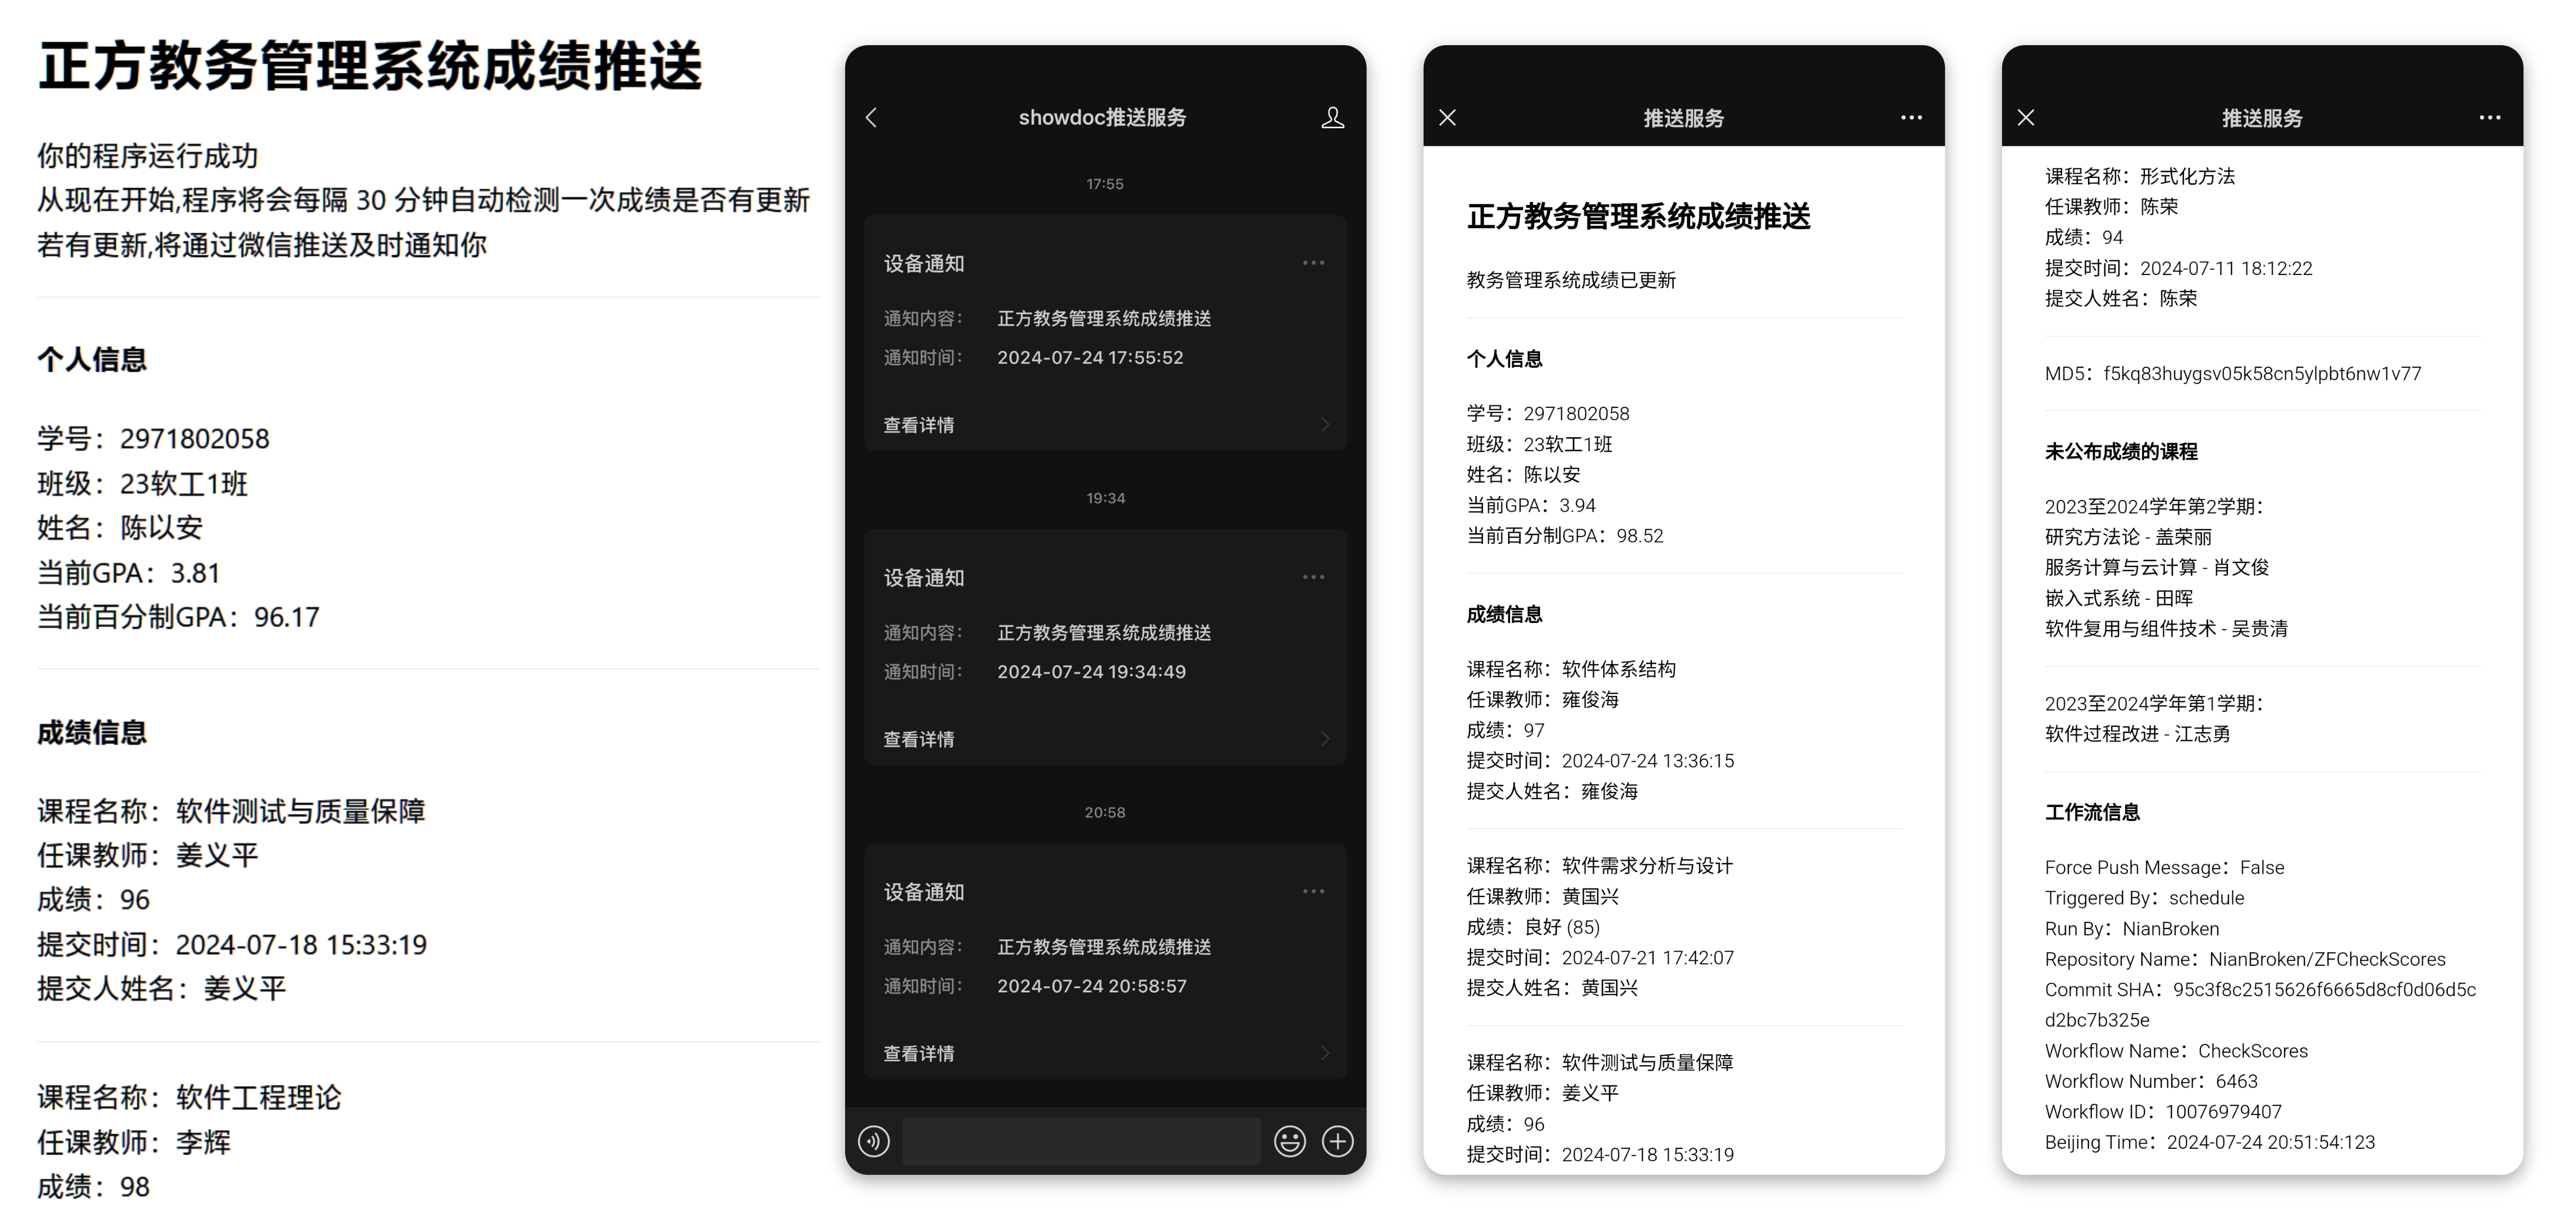 正方教务管理系统成绩推送
你的程序运行成功
从现在开始,程序将会每隔 30 分钟自动检测一次成绩是否有更新
若有更新,将通过微信推送及时通知你
个人信息
学号：2971802058
班级：23软工1班
姓名：陈以安
当前GPA：3.81
当前百分制GPA：96.17
成绩信息
课程名称：软件测试与质量保障
任课教师：姜义平
成绩：96
提交时间：2024-07-18 15:33:19
提交人姓名：姜义平
课程名称：软件工程理论
任课教师：李辉
成绩：98
showdoc推送服务
17:55
设备通知
通知内容： 正方教务管理系统成绩推送
通知时间： 2024-07-24 17:55:52
查看详情
19:34
设备通知
通知内容： 正方教务管理系统成绩推送
通知时间： 2024-07-24 19:34:49
查看详情
20:58
设备通知
通知内容： 正方教务管理系统成绩推送
通知时间： 2024-07-24 20:58:57
查看详情
推送服务
正方教务管理系统成绩推送
教务管理系统成绩已更新
个人信息
学号：2971802058
班级：23软工1班
姓名：陈以安
当前GPA：3.94
当前百分制GPA：98.52
成绩信息
课程名称：软件体系结构
任课教师：雍俊海
成绩：97
提交时间：2024-07-24 13:36:15
提交人姓名：雍俊海
课程名称：软件需求分析与设计
任课教师：黄国兴
成绩：良好 (85)
提交时间：2024-07-21 17:42:07
提交人姓名：黄国兴
课程名称：软件测试与质量保障
任课教师：姜义平
成绩：96
提交时间：2024-07-18 15:33:19
推送服务
课程名称：形式化方法
任课教师：陈荣
成绩：94
提交时间：2024-07-11 18:12:22
提交人姓名：陈荣
MD5：f5kq83huygsv05k58cn5ylpbt6nw1v77
未公布成绩的课程
2023至2024学年第2学期：
研究方法论 - 盖荣丽
服务计算与云计算 - 肖文俊
嵌入式系统 - 田晖
软件复用与组件技术 - 吴贵清
2023至2024学年第1学期：
软件过程改进 - 江志勇
工作流信息
Force Push Message：False
Triggered By：schedule
Run By：NianBroken
Repository Name：NianBroken/ZFCheckScores
Commit SHA：95c3f8c2515626f6665d8cf0d06d5c
d2bc7b325e
Workflow Name：CheckScores
Workflow Number：6463
Workflow ID：10076979407
Beijing Time：2024-07-24 20:51:54:123